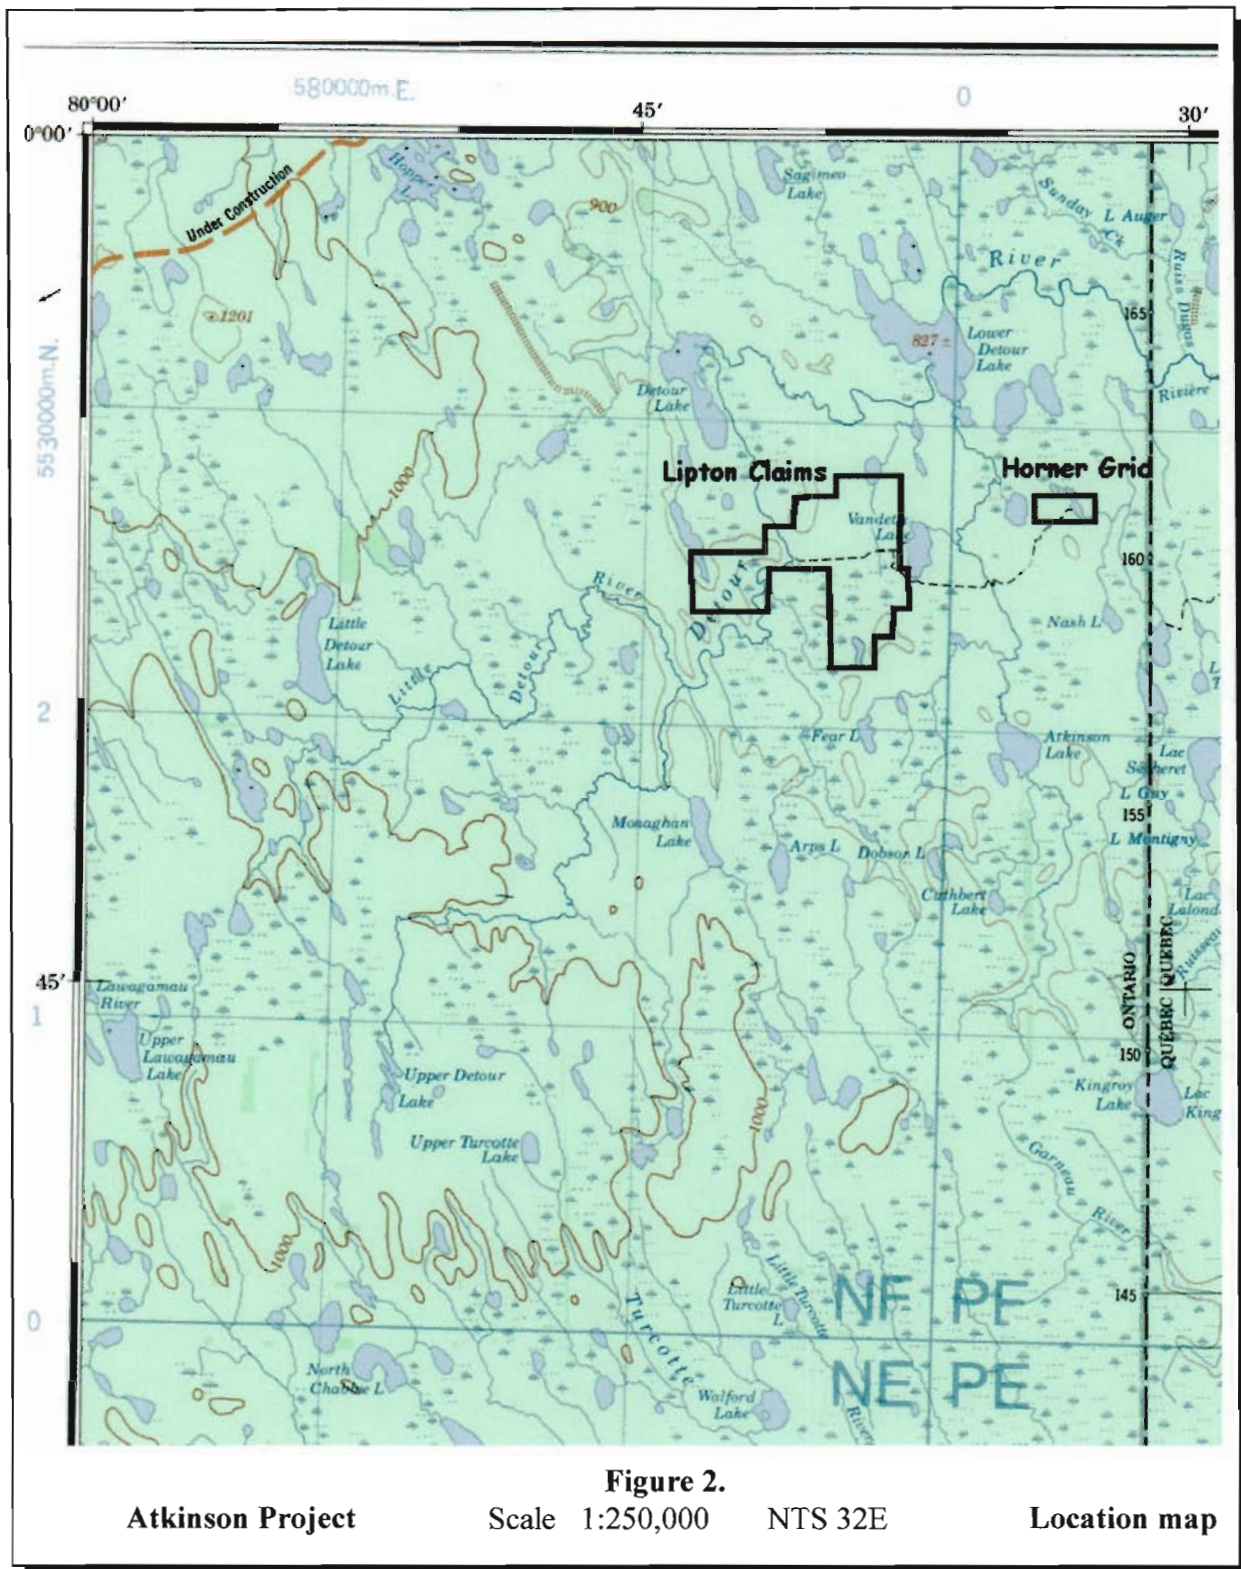 580000m.E.
0
80°00′
45′
30′
0°00′
Under Construction
Hopper
L
900
Sagimeo
Lake
Sunday
Ck
L Auger
River
Ruiss Dugas
1201
165
5530000m.N.
827±
Lower
Detour
Lake
Detour
Lake
Rivière
Lipton Claims
Horner Grid
1000
Vandette
Lake
160
River
Detour
Little
Detour
Lake
Nash L
Little
Detour
L
2
Fear L
Atkinson
Lake
Lac
L Guy
155
Monaghan
Lake
Arps L
Dobson L
L Montigny
Cuthbert
Lake
Lac
Lalond
Ruisseau
45′
Lawagamau
River
1
ONTARIO
QUEBEC
QUÉBEC
Upper
Lawagamau
Lake
150
Upper Detour
Lake
Kingroy
Lake
Lac
King
1000
Upper Turcotte
Lake
Garneau
River
1000
Little
Turcotte
L
Little Turcotte
River
NF PF
145
0
Turcotte
North
Chabbie L
Walford
Lake
NE PE
Figure 2.
Atkinson Project Scale 1:250,000 NTS 32E Location map